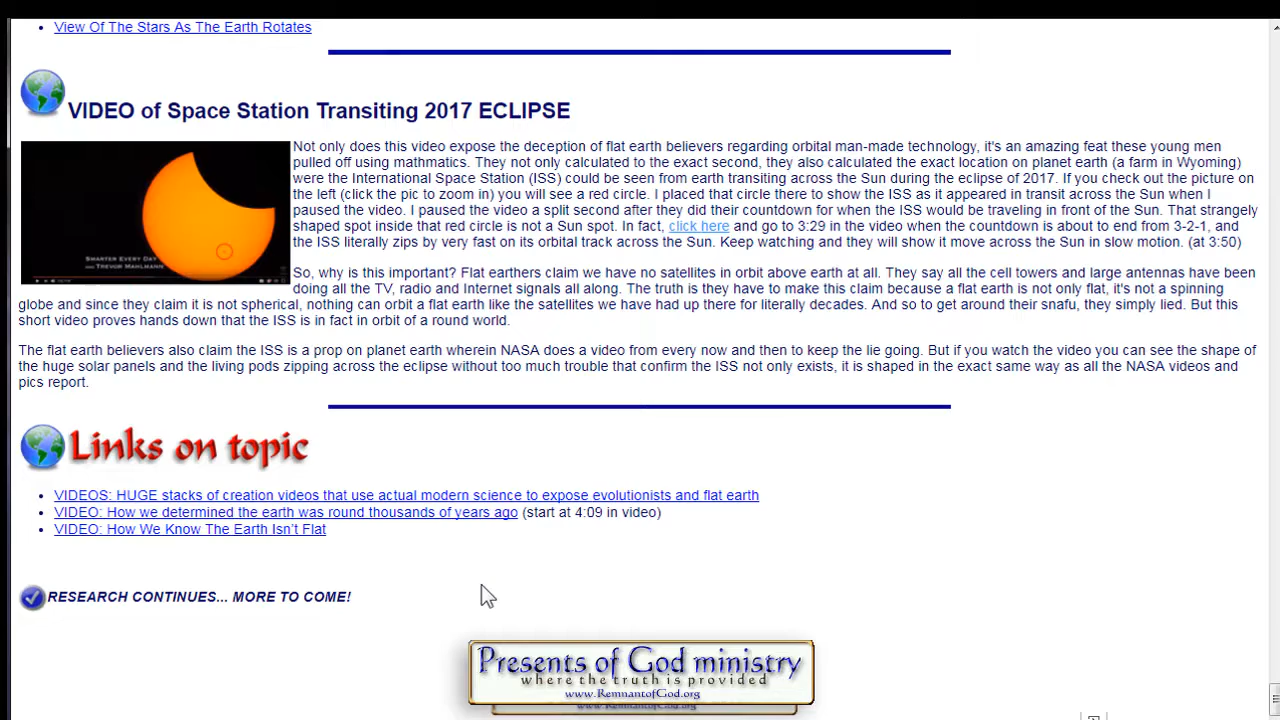 View Of The Stars As The Earth Rotates
VIDEO of Space Station Transiting 2017 ECLIPSE
SMARTER EVERY DAY
TREVOR MAHLMANN
Not only does this video expose the deception of flat earth believers regarding orbital man-made technology, it's an amazing feat these young men
pulled off using mathmatics. They not only calculated to the exact second, they also calculated the exact location on planet earth (a farm in Wyoming)
were the International Space Station (ISS) could be seen from earth transiting across the Sun during the eclipse of 2017. If you check out the picture on
the left (click the pic to zoom in) you will see a red circle. I placed that circle there to show the ISS as it appeared in transit across the Sun when I
paused the video. I paused the video a split second after they did their countdown for when the ISS would be traveling in front of the Sun. That strangely
shaped spot inside that red circle is not a Sun spot. In fact, click here and go to 3:29 in the video when the countdown is about to end from 3-2-1, and
the ISS literally zips by very fast on its orbital track across the Sun. Keep watching and they will show it move across the Sun in slow motion. (at 3:50)
So, why is this important? Flat earthers claim we have no satellites in orbit above earth at all. They say all the cell towers and large antennas have been
doing all the TV, radio and Internet signals all along. The truth is they have to make this claim because a flat earth is not only flat, it's not a spinning
globe and since they claim it is not spherical, nothing can orbit a flat earth like the satellites we have had up there for literally decades. And so to get around their snafu, they simply lied. But this
short video proves hands down that the ISS is in fact in orbit of a round world.
The flat earth believers also claim the ISS is a prop on planet earth wherein NASA does a video from every now and then to keep the lie going. But if you watch the video you can see the shape of
the huge solar panels and the living pods zipping across the eclipse without too much trouble that confirm the ISS not only exists, it is shaped in the exact same way as all the NASA videos and
pics report.
Links on topic
VIDEOS: HUGE stacks of creation videos that use actual modern science to expose evolutionists and flat earth
VIDEO: How we determined the earth was round thousands of years ago (start at 4:09 in video)
VIDEO: How We Know The Earth Isn't Flat
RESEARCH CONTINUES... MORE TO COME!
Presents of God ministry
where the truth is provided
www.RemnantofGod.org
www.RemnantofGod.org